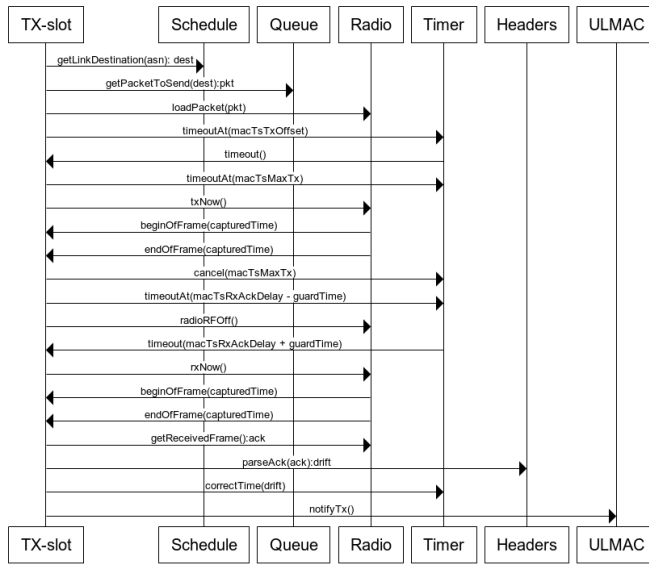 TX-slot Schedule Queue Radio Timer Headers ULMAC
getLinkDestination(asn): dest
getPacketToSend(dest):pkt
loadPacket(pkt)
timeoutAt(macTsTxOffset)
timeout()
timeoutAt(macTsMaxTx)
txNow()
beginOfFrame(capturedTime)
endOfFrame(capturedTime)
cancel(macTsMaxTx)
timeoutAt(macTsRxAckDelay - guardTime)
radioRFOff()
timeout(macTsRxAckDelay + guardTime)
rxNow()
beginOfFrame(capturedTime)
endOfFrame(capturedTime)
getReceivedFrame():ack
parseAck(ack):drift
correctTime(drift)
notifyTx()
TX-slot Schedule Queue Radio Timer Headers ULMAC